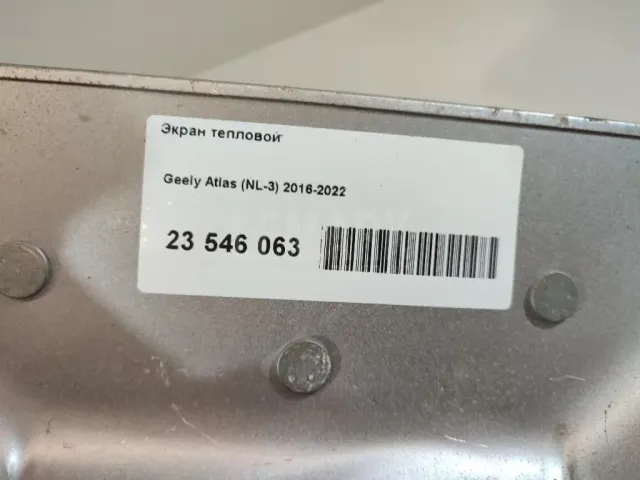 Экран тепловой
Geely Atlas (NL-3) 2016-2022
23 546 063